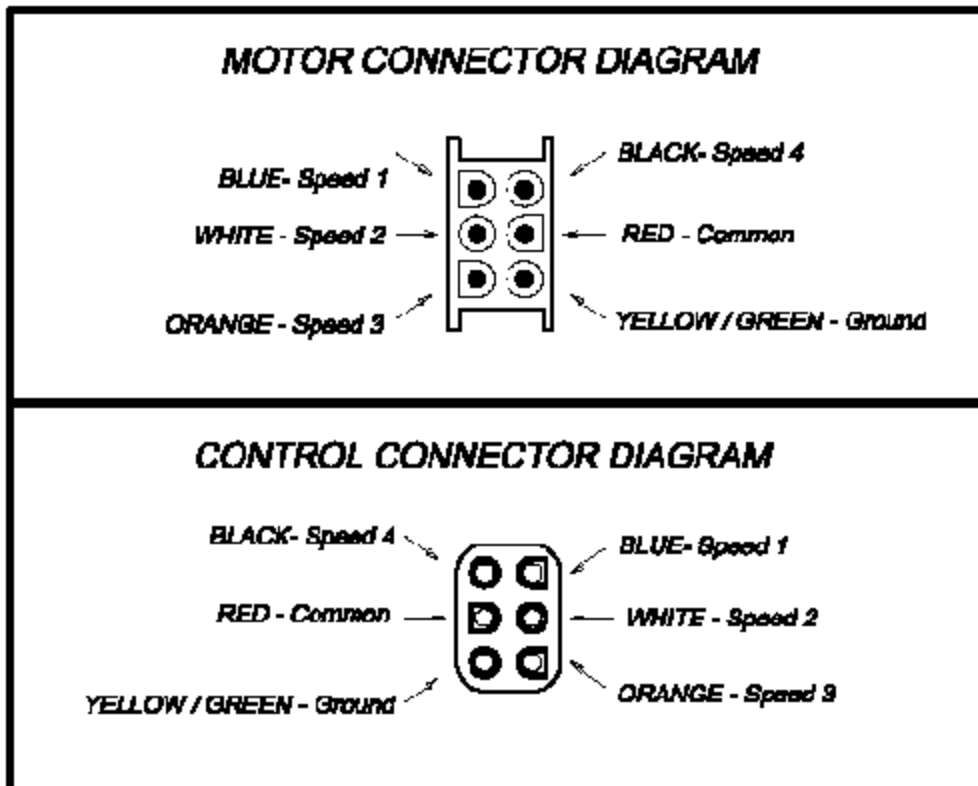 MOTOR CONNECTOR DIAGRAM
BLUE- Speed 1
BLACK- Speed 4
WHITE - Speed 2
RED - Common
ORANGE - Speed 3
YELLOW / GREEN - Ground
CONTROL CONNECTOR DIAGRAM
BLACK- Speed 4
BLUE- Speed 1
RED - Common
WHITE - Speed 2
YELLOW / GREEN - Ground
ORANGE - Speed 3